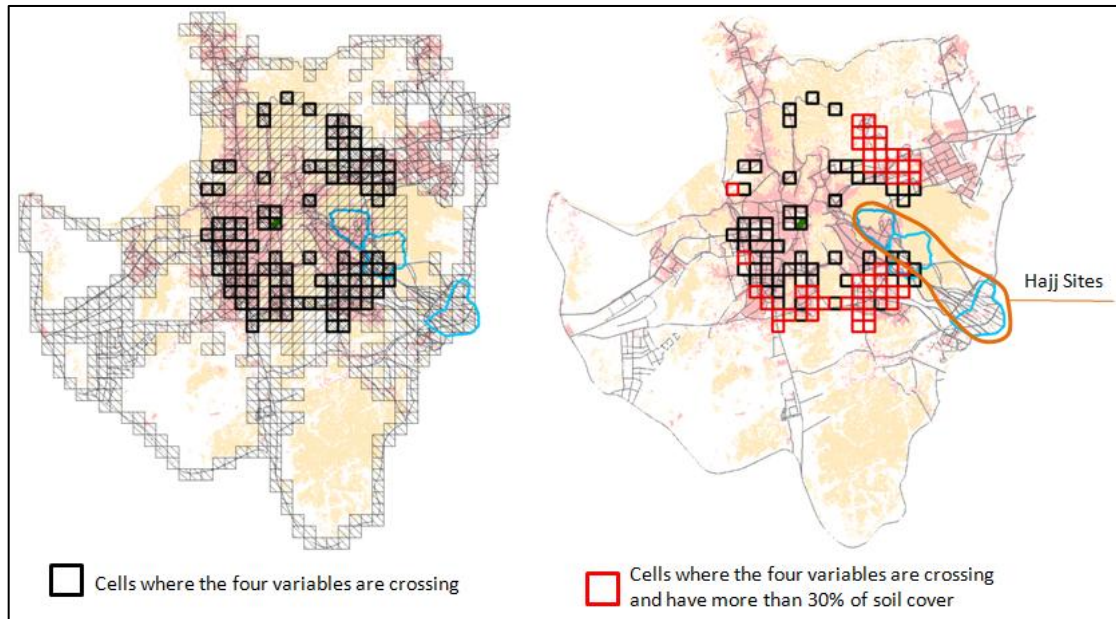 Hajj Sites
Cells where the four variables are crossing
Cells where the four variables are crossing
and have more than 30% of soil cover